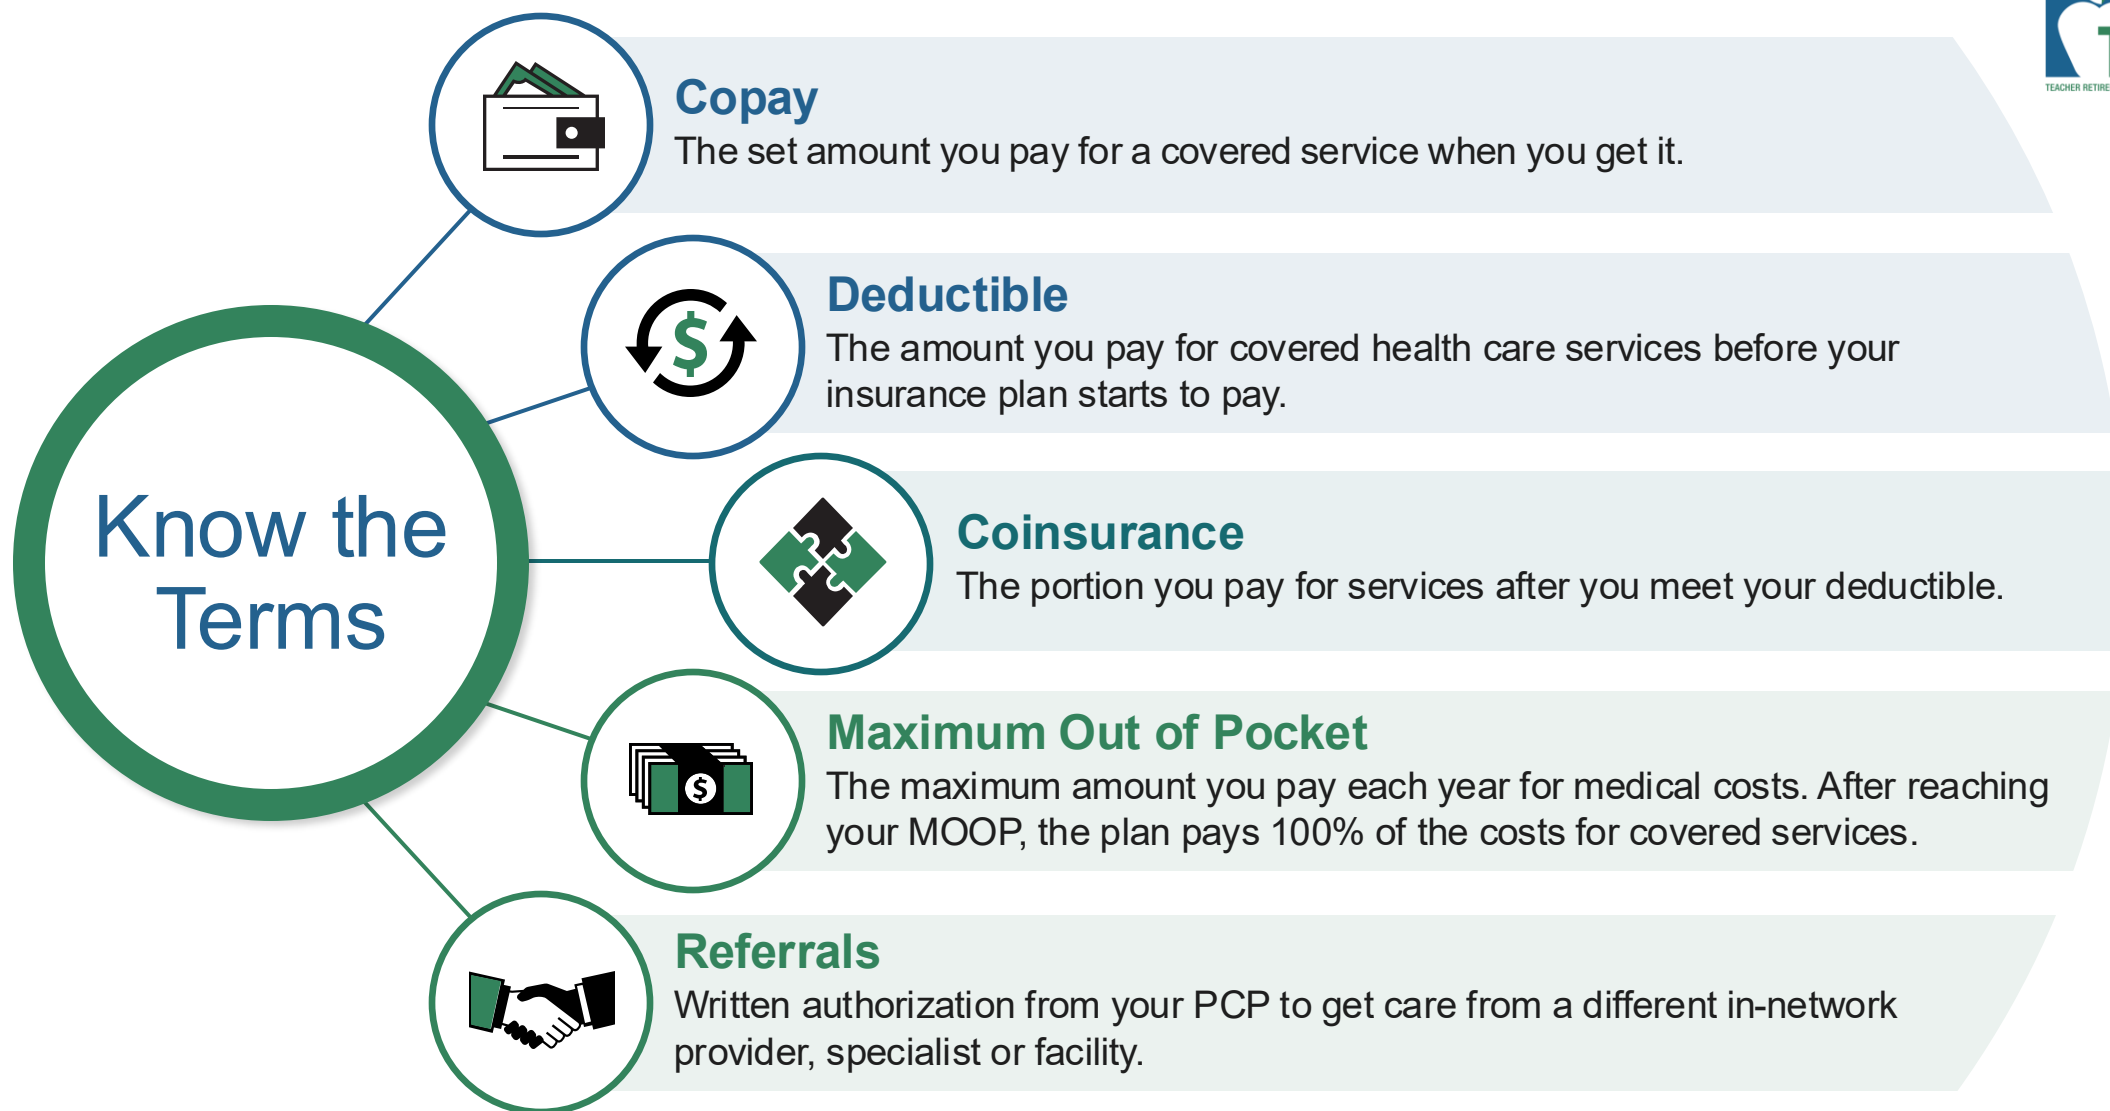 TEACHER RETIRE
Copay
The set amount you pay for a covered service when you get it.
Deductible
The amount you pay for covered health care services before your
insurance plan starts to pay.
Know the
Terms
Coinsurance
The portion you pay for services after you meet your deductible.
Maximum Out of Pocket
The maximum amount you pay each year for medical costs. After reaching
your MOOP, the plan pays 100% of the costs for covered services.
Referrals
Written authorization from your PCP to get care from a different in-network
provider, specialist or facility.